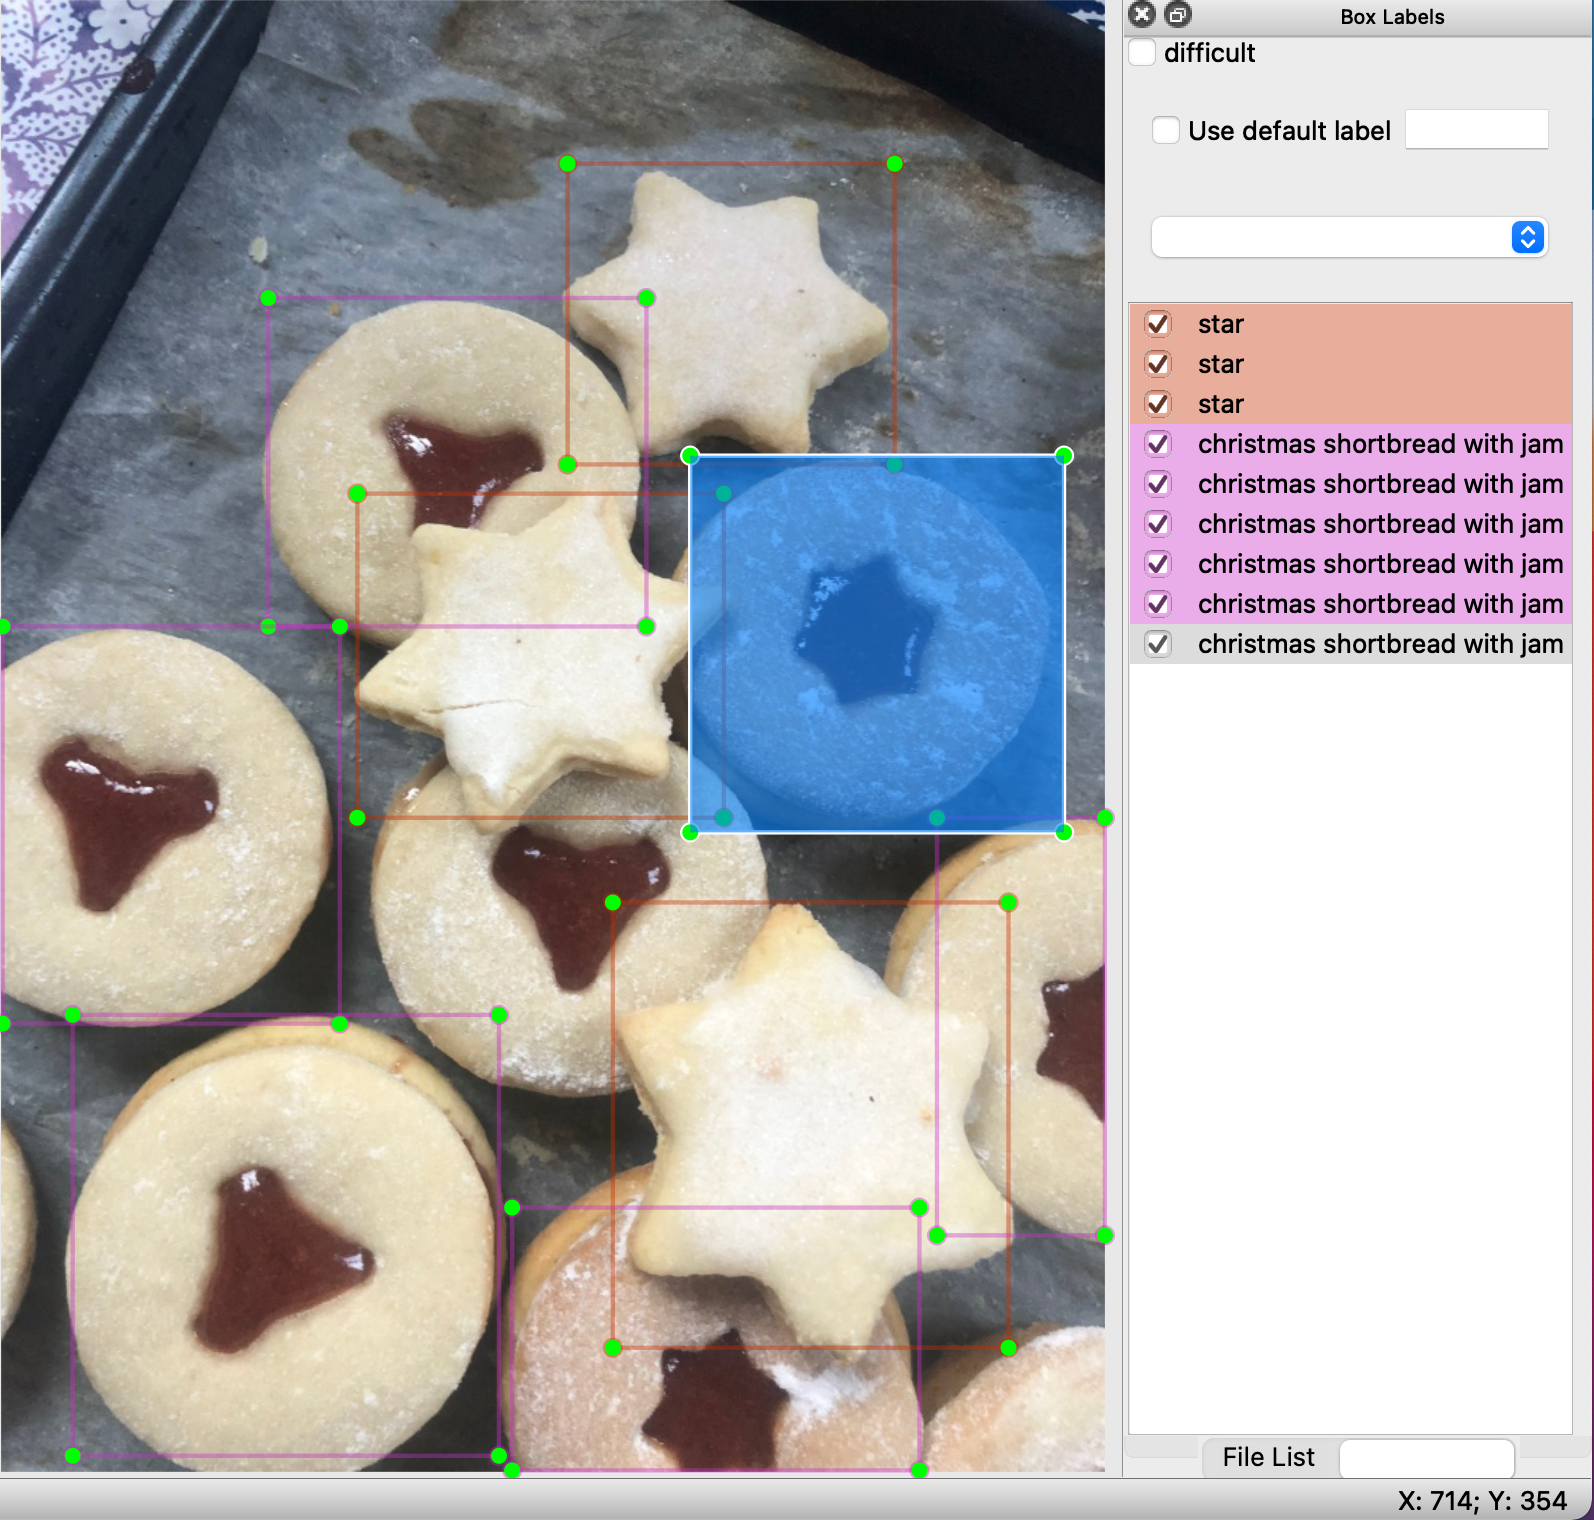 Box Labels
difficult
Use default label
star
star
star
christmas shortbread with jam
christmas shortbread with jam
christmas shortbread with jam
christmas shortbread with jam
christmas shortbread with jam
christmas shortbread with jam
File List
X: 714; Y: 354